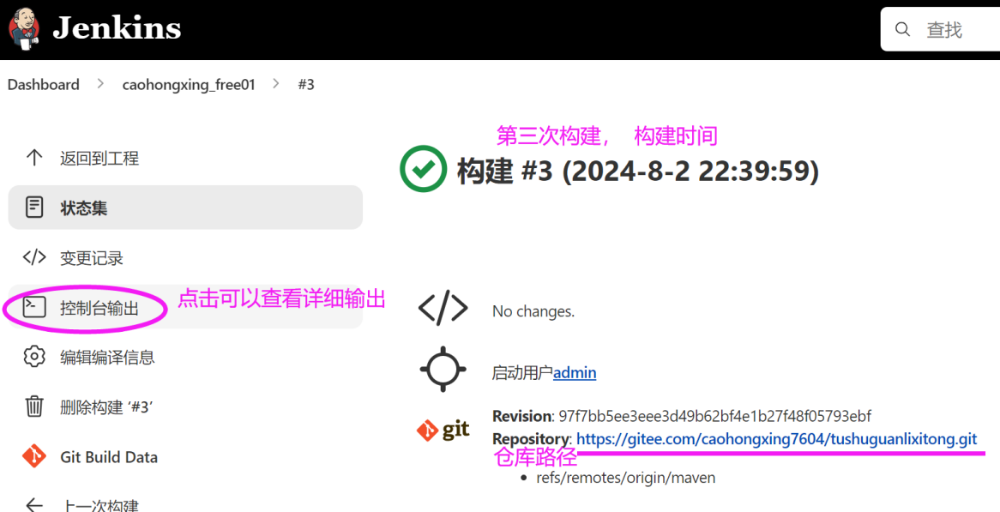 Jenkins
查找
Dashboard > caohongxing_free01 > #3
第三次构建， 构建时间
返回到工程
构建 #3 (2024-8-2 22:39:59)
状态集
变更记录
控制台输出
点击可以查看详细输出
No changes.
编辑编译信息
启动用户admin
删除构建 ‘#3’
git
Revision: 97f7bb5ee3eee3d49b62bf4e1b27f48f05793ebf
Repository: https://gitee.com/caohongxing7604/tushuguanlixitong.git
仓库路径
Git Build Data
• refs/remotes/origin/maven
上一次构建